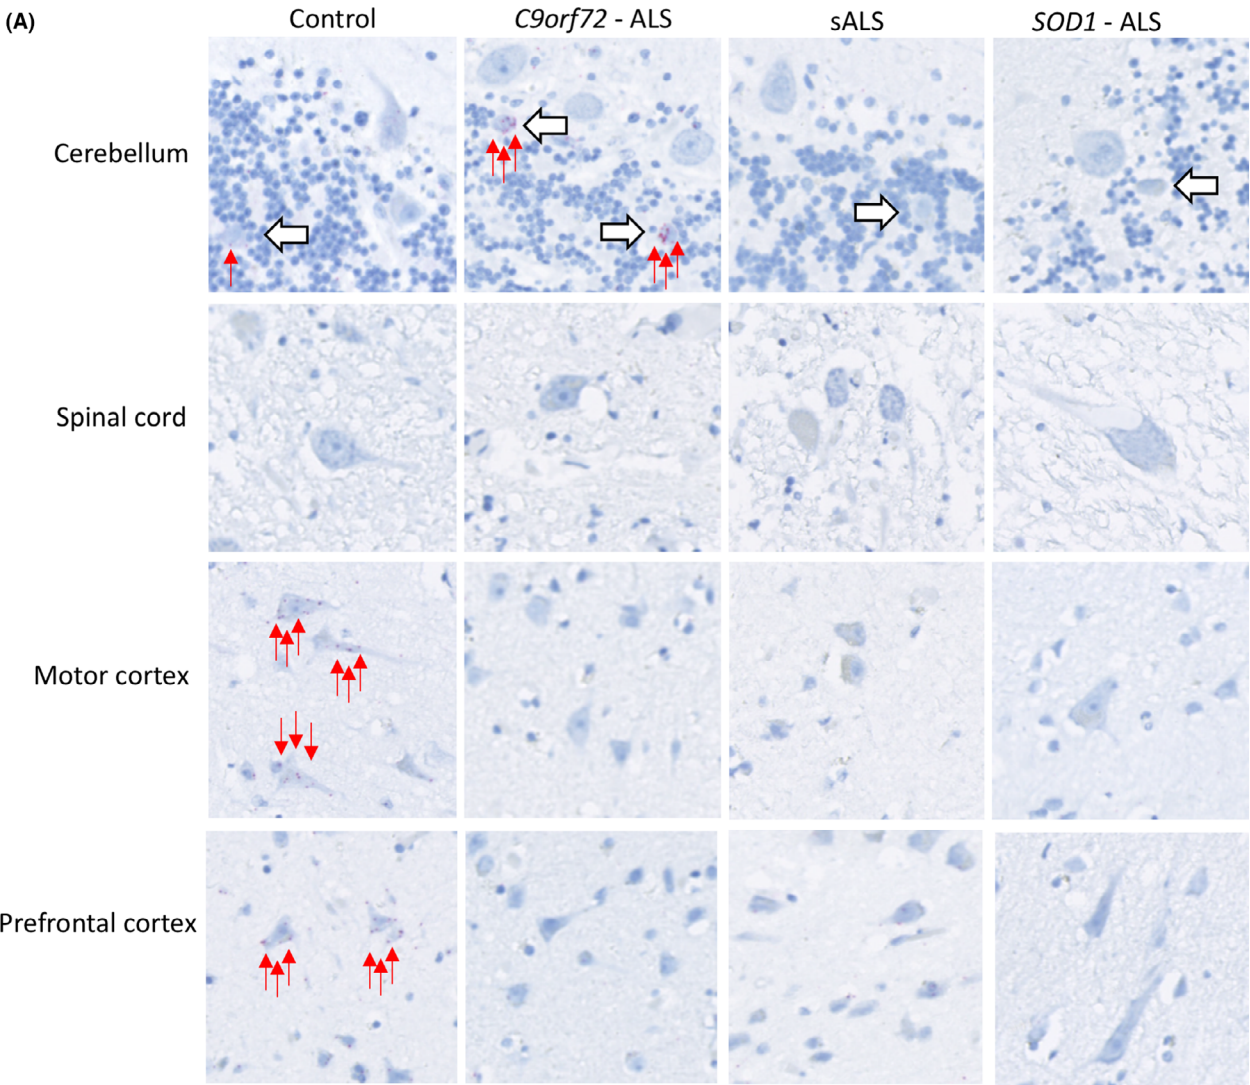 (A)
Control
C9orf72 - ALS
sALS
SOD1 - ALS
Cerebellum
Spinal cord
Motor cortex
Prefrontal cortex